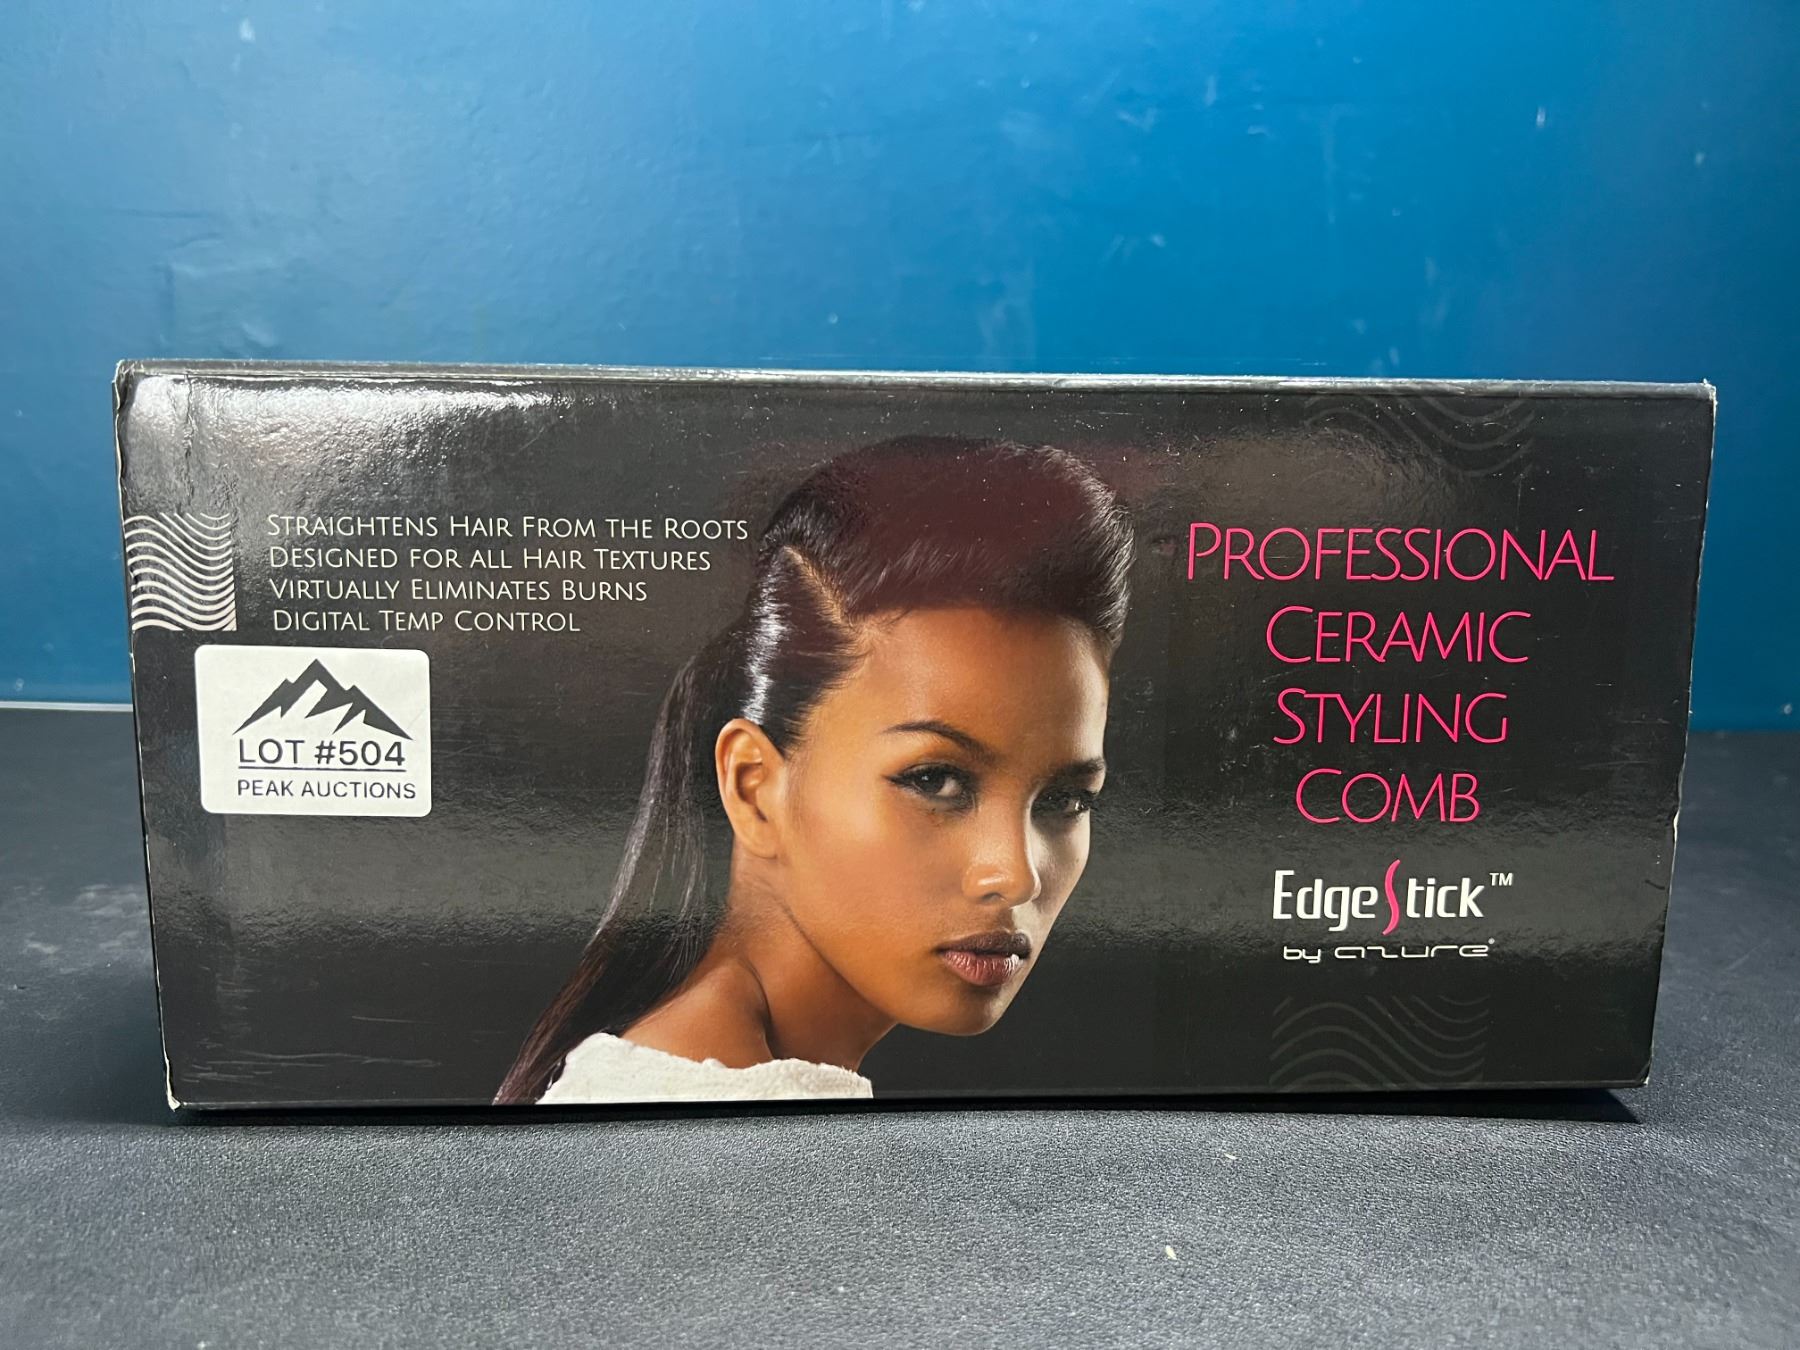 STRAIGHTENS HAIR FROM THE ROOTS
DESIGNED FOR ALL HAIR TEXTURES
VIRTUALLY ELIMINATES BURNS
DIGITAL TEMP CONTROL
LOT #504
PEAK AUCTIONS
PROFESSIONAL
CERAMIC
STYLING
COMB
EdgeStick™
by azure®